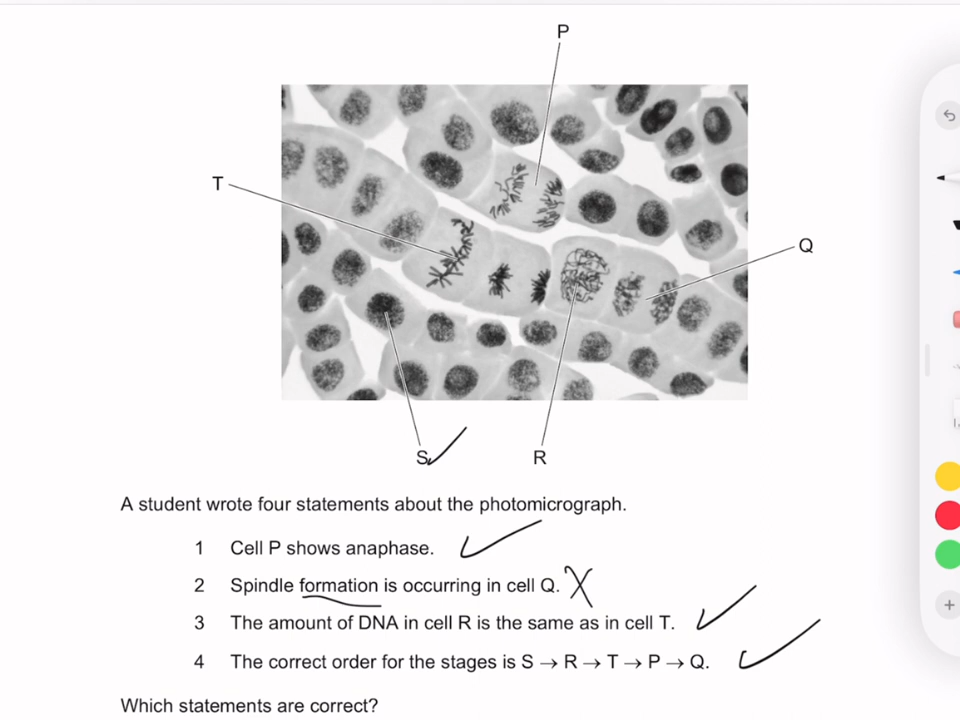 P
T
Q
S
R
A student wrote four statements about the photomicrograph.
1 Cell P shows anaphase.
2 Spindle formation is occurring in cell Q.
3 The amount of DNA in cell R is the same as in cell T.
4 The correct order for the stages is S → R → T → P → Q.
Which statements are correct?